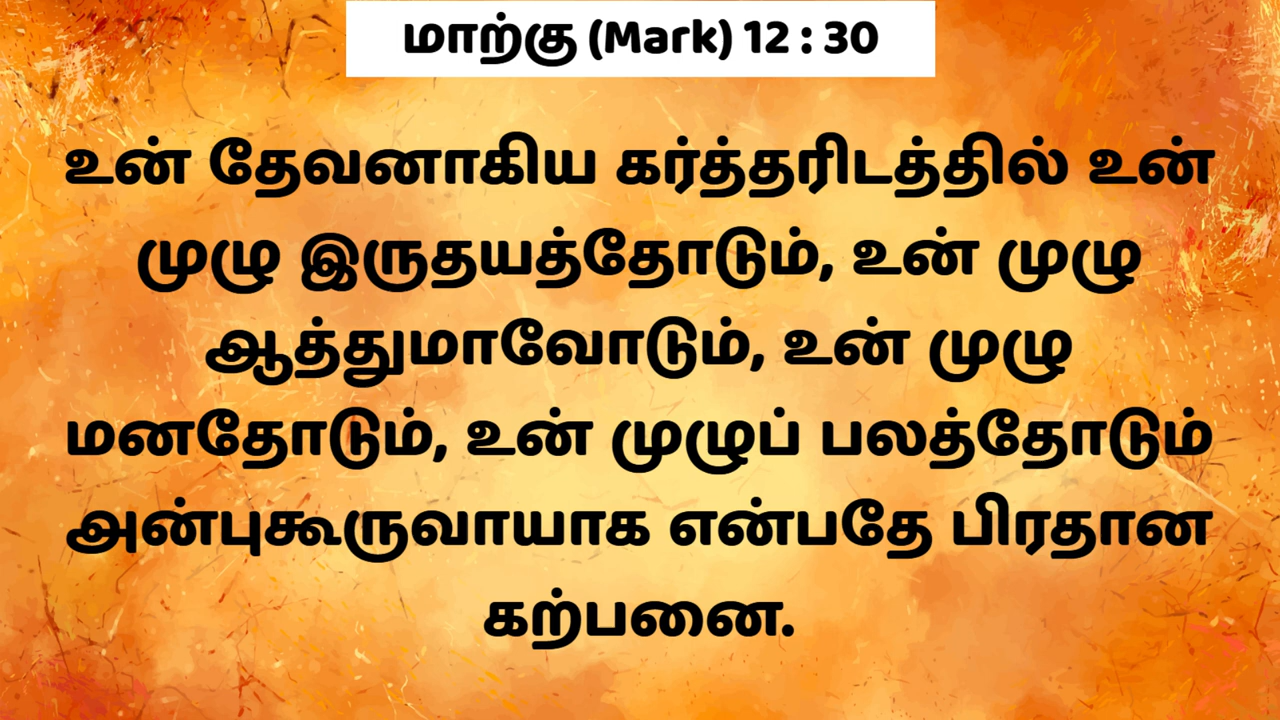 மாற்கு (Mark) 12 : 30
உன் தேவனாகிய கர்த்தரிடத்தில் உன்
முழு இருதயத்தோடும், உன் முழு
ஆத்துமாவோடும், உன் முழு
மனதோடும், உன் முழுப் பலத்தோடும்
அன்புகூருவாயாக என்பதே பிரதான
கற்பனை.